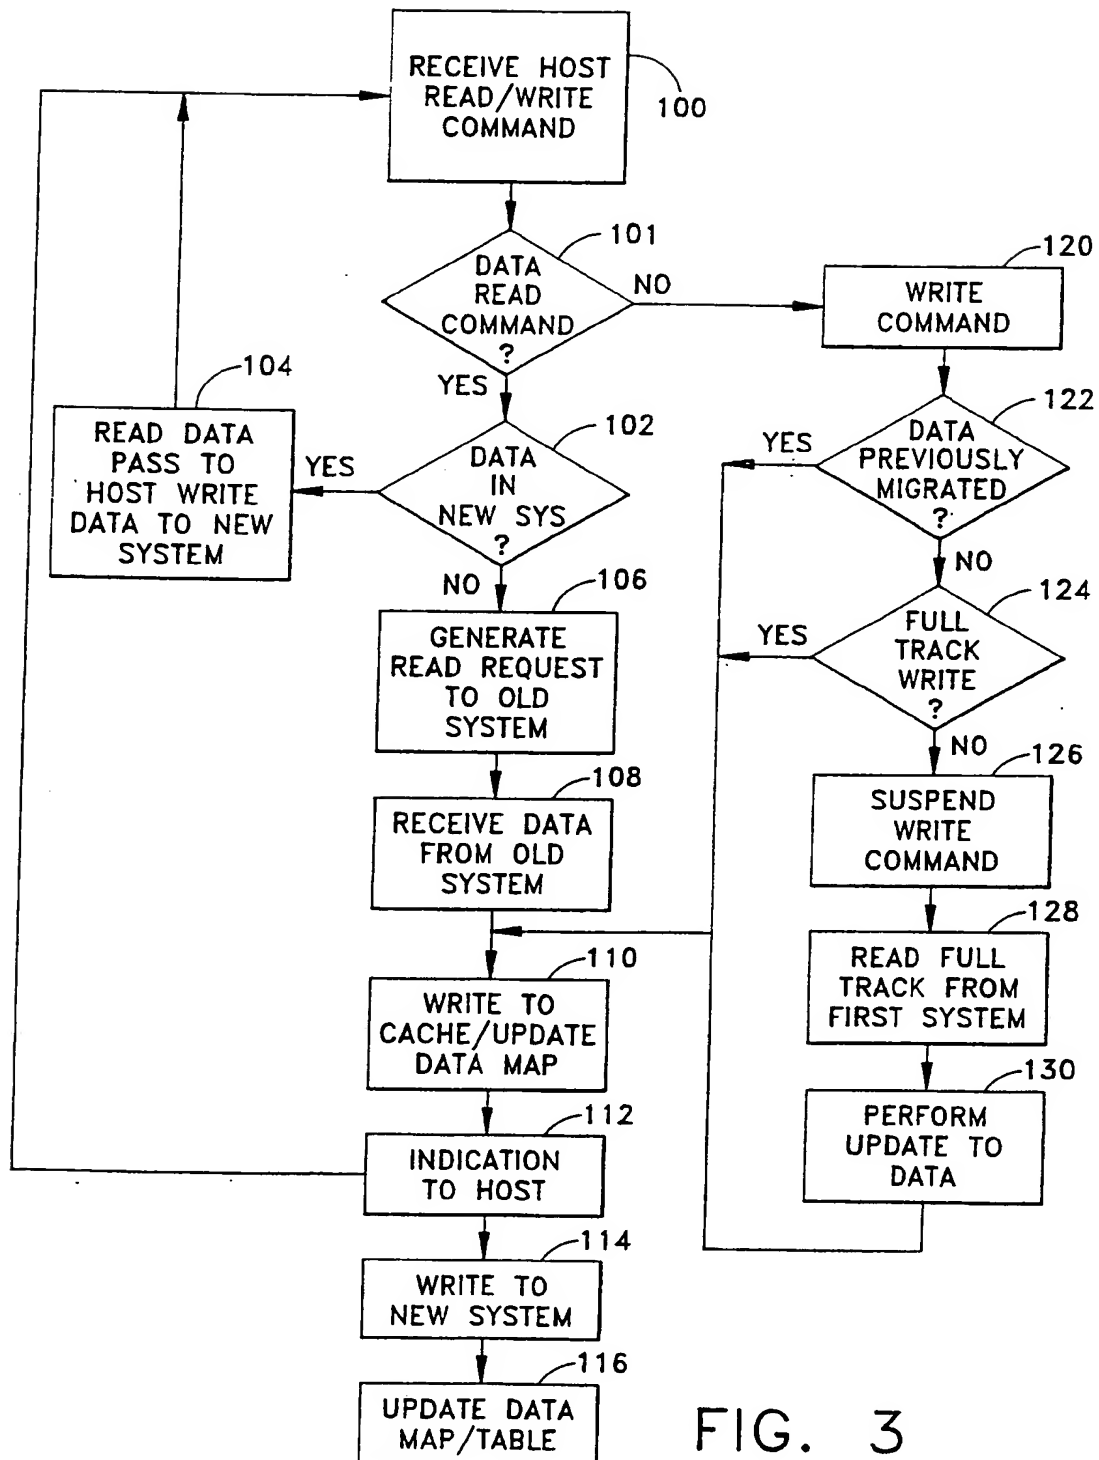 RECEIVE HOST
READ/WRITE
COMMAND
100
DATA
READ
COMMAND
?
101
NO
YES
DATA
IN
NEW SYS
?
102
YES
NO
READ DATA
PASS TO
HOST WRITE
DATA TO NEW
SYSTEM
104
GENERATE
READ REQUEST
TO OLD
SYSTEM
106
RECEIVE DATA
FROM OLD
SYSTEM
108
WRITE TO
CACHE/UPDATE
DATA MAP
110
INDICATION
TO HOST
112
WRITE TO
NEW SYSTEM
114
UPDATE DATA
MAP/TABLE
116
WRITE
COMMAND
120
DATA
PREVIOUSLY
MIGRATED
?
122
YES
NO
FULL
TRACK
WRITE
?
124
YES
NO
SUSPEND
WRITE
COMMAND
126
READ FULL
TRACK FROM
FIRST SYSTEM
128
PERFORM
UPDATE TO
DATA
130
FIG. 3